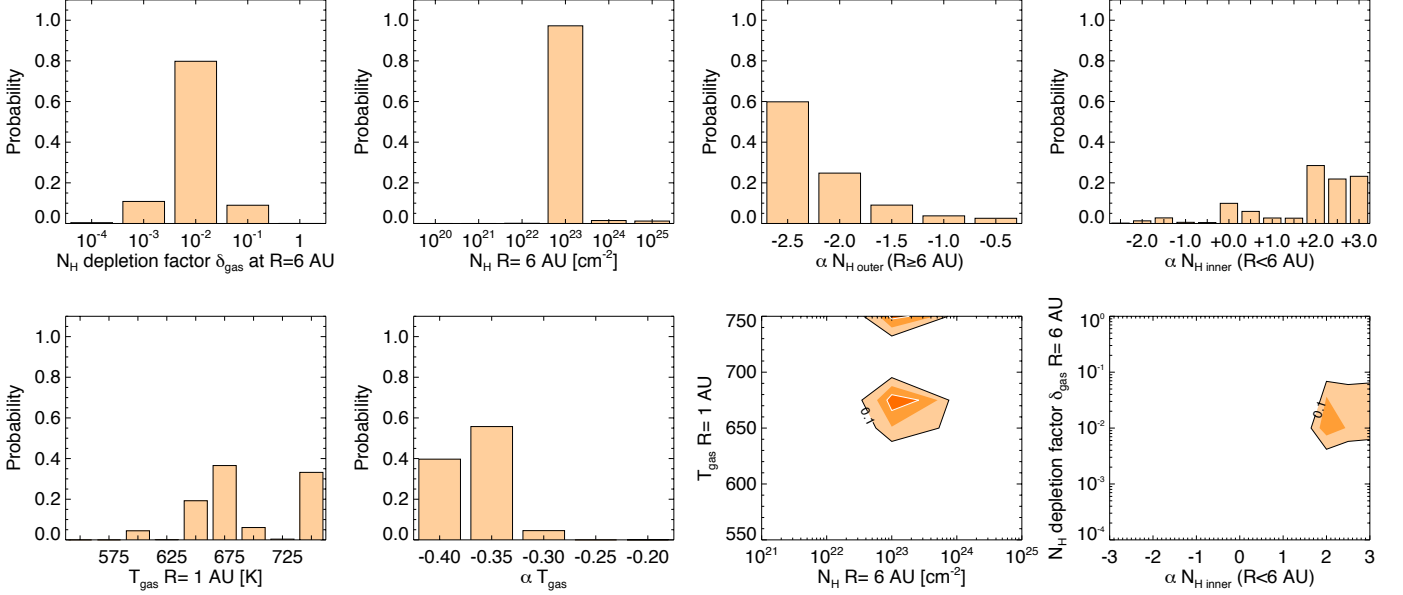 1.0
0.8
0.6
0.4
0.2
0.0
Probability
10^-4 10^-3 10^-2 10^-1 1
N_H depletion factor δ_gas at R=6 AU
1.0
0.8
0.6
0.4
0.2
0.0
Probability
10^20 10^21 10^22 10^23 10^24 10^25
N_H R= 6 AU [cm^-2]
1.0
0.8
0.6
0.4
0.2
0.0
Probability
-2.5 -2.0 -1.5 -1.0 -0.5
α N_H outer (R≥6 AU)
1.0
0.8
0.6
0.4
0.2
0.0
Probability
-2.0 -1.0 +0.0 +1.0 +2.0 +3.0
α N_H inner (R<6 AU)
1.0
0.8
0.6
0.4
0.2
0.0
Probability
575 625 675 725
T_gas R= 1 AU [K]
1.0
0.8
0.6
0.4
0.2
0.0
Probability
-0.40 -0.35 -0.30 -0.25 -0.20
α T_gas
750
700
650
600
550
T_gas R= 1 AU
0.1
10^21 10^22 10^23 10^24 10^25
N_H R= 6 AU [cm^-2]
10^0
10^-1
10^-2
10^-3
10^-4
N_H depletion factor δ_gas R= 6 AU
0.1
-3 -2 -1 0 1 2 3
α N_H inner (R<6 AU)